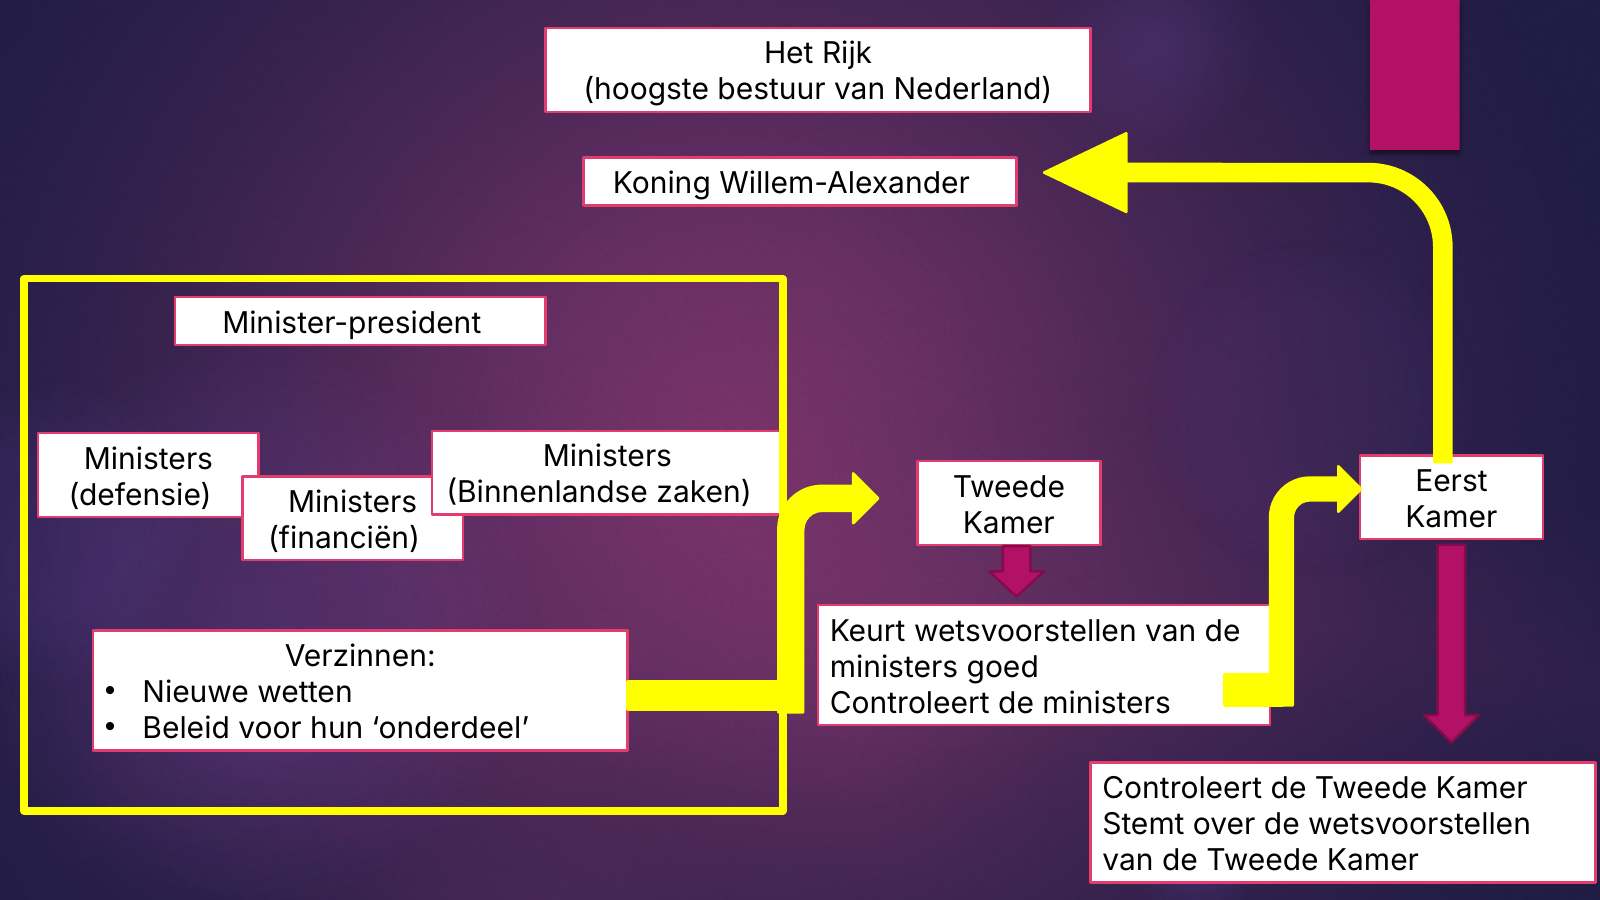 Het Rijk
(hoogste bestuur van Nederland)
Koning Willem-Alexander
Minister-president
Ministers
(defensie)
Ministers
(financiën)
Ministers
(Binnenlandse zaken)
Verzinnen:
• Nieuwe wetten
• Beleid voor hun ‘onderdeel’
Tweede
Kamer
Keurt wetsvoorstellen van de
ministers goed
Controleert de ministers
Eerst
Kamer
Controleert de Tweede Kamer
Stemt over de wetsvoorstellen
van de Tweede Kamer